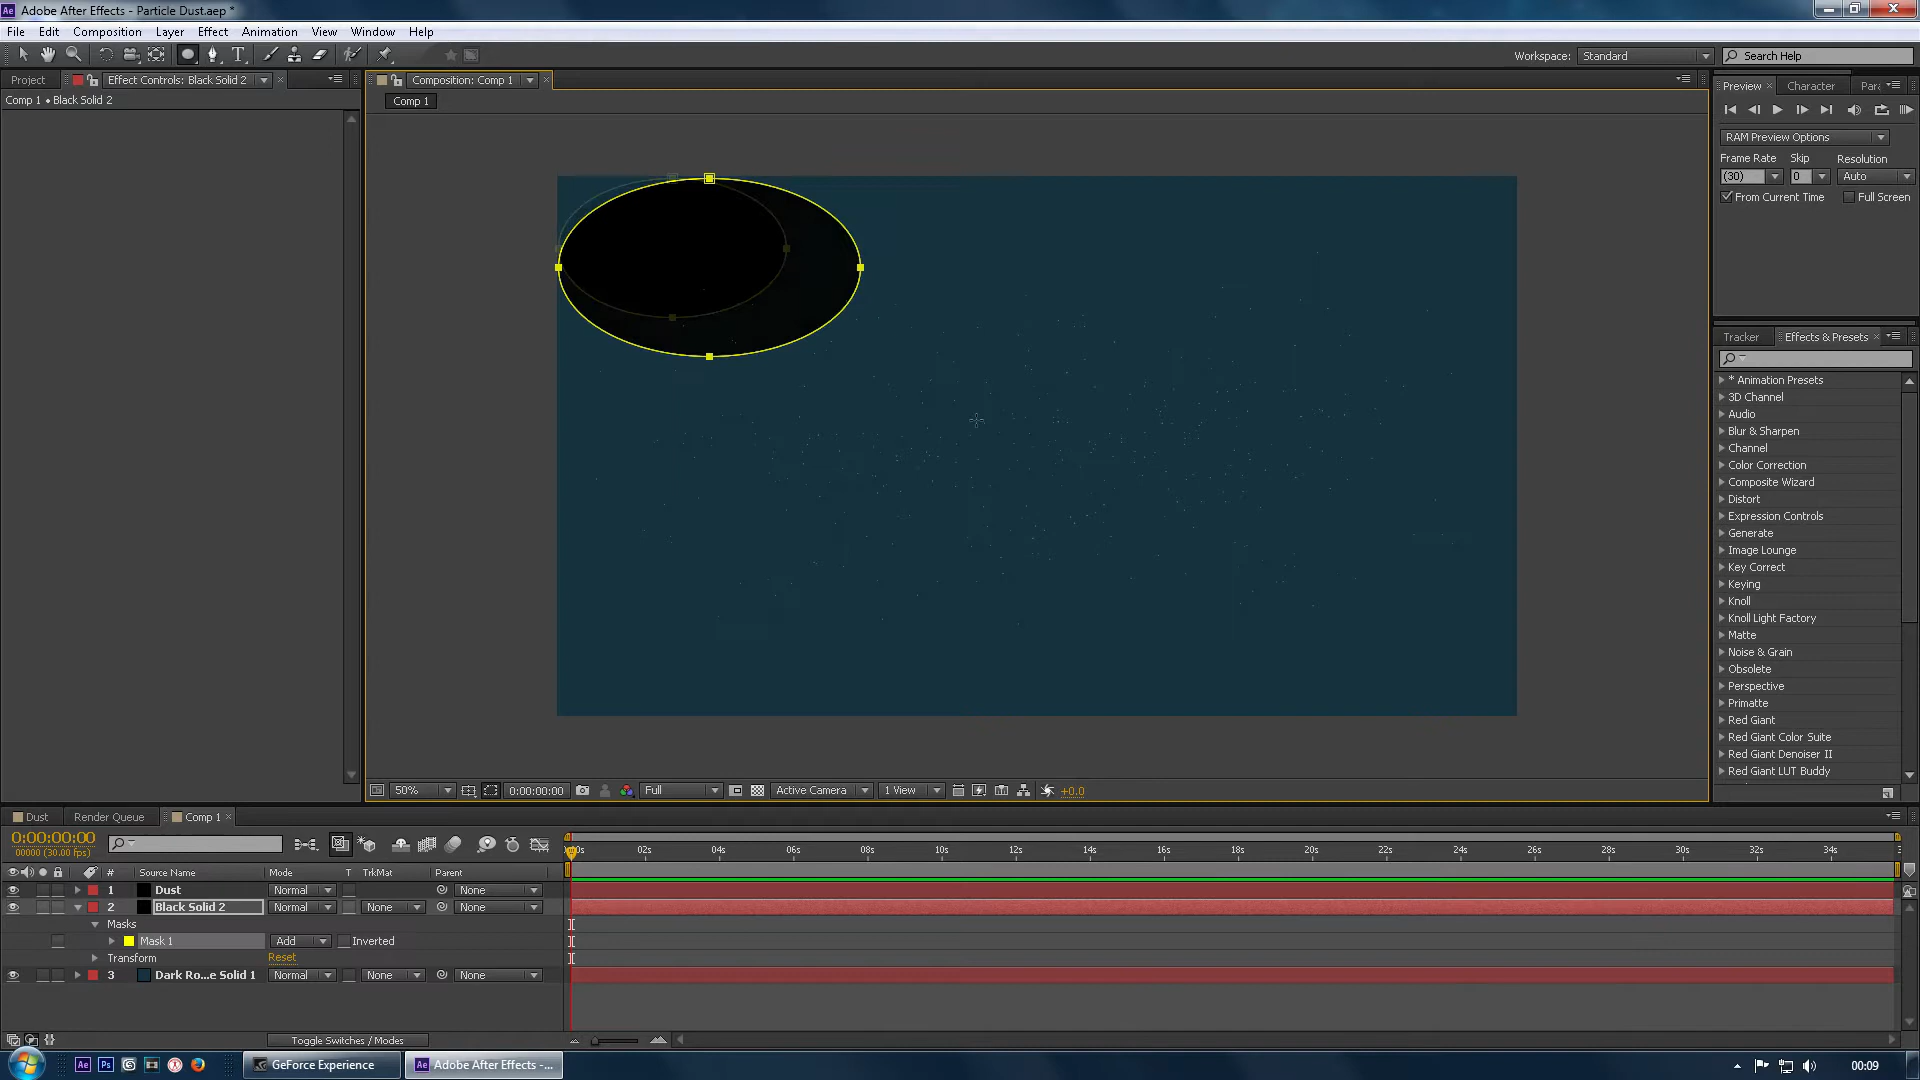 Adobe After Effects - Particle Dust.aep *
File Edit Composition Layer Effect Animation View Window Help
Workspace: Standard Search Help
Project Effect Controls: Black Solid 2
Comp 1 • Black Solid 2
Composition: Comp 1
Comp 1
Preview Character Par
RAM Preview Options
Frame Rate Skip Resolution
(30) 0 Auto
From Current Time Full Screen
Tracker Effects & Presets
* Animation Presets
3D Channel
Audio
Blur & Sharpen
Channel
Color Correction
Composite Wizard
Distort
Expression Controls
Generate
Image Lounge
Key Correct
Keying
Knoll
Knoll Light Factory
Matte
Noise & Grain
Obsolete
Perspective
Primatte
Red Giant
Red Giant Color Suite
Red Giant Denoiser II
Red Giant LUT Buddy
50% 0:00:00:00 Full Active Camera 1 View +0.0
Dust Render Queue Comp 1
0:00:00:00
00000 (30.00 fps)
02s 04s 06s 08s 10s 12s 14s 16s 18s 20s 22s 24s 26s 28s 30s 32s 34s
# Source Name Mode T TrkMat Parent
1 Dust Normal None
2 Black Solid 2 Normal None None
Masks
Mask 1 Add Inverted
Transform Reset
3 Dark Ro...e Solid 1 Normal None None
Toggle Switches / Modes
Ae Ps GeForce Experience Ae Adobe After Effects -... 00:09